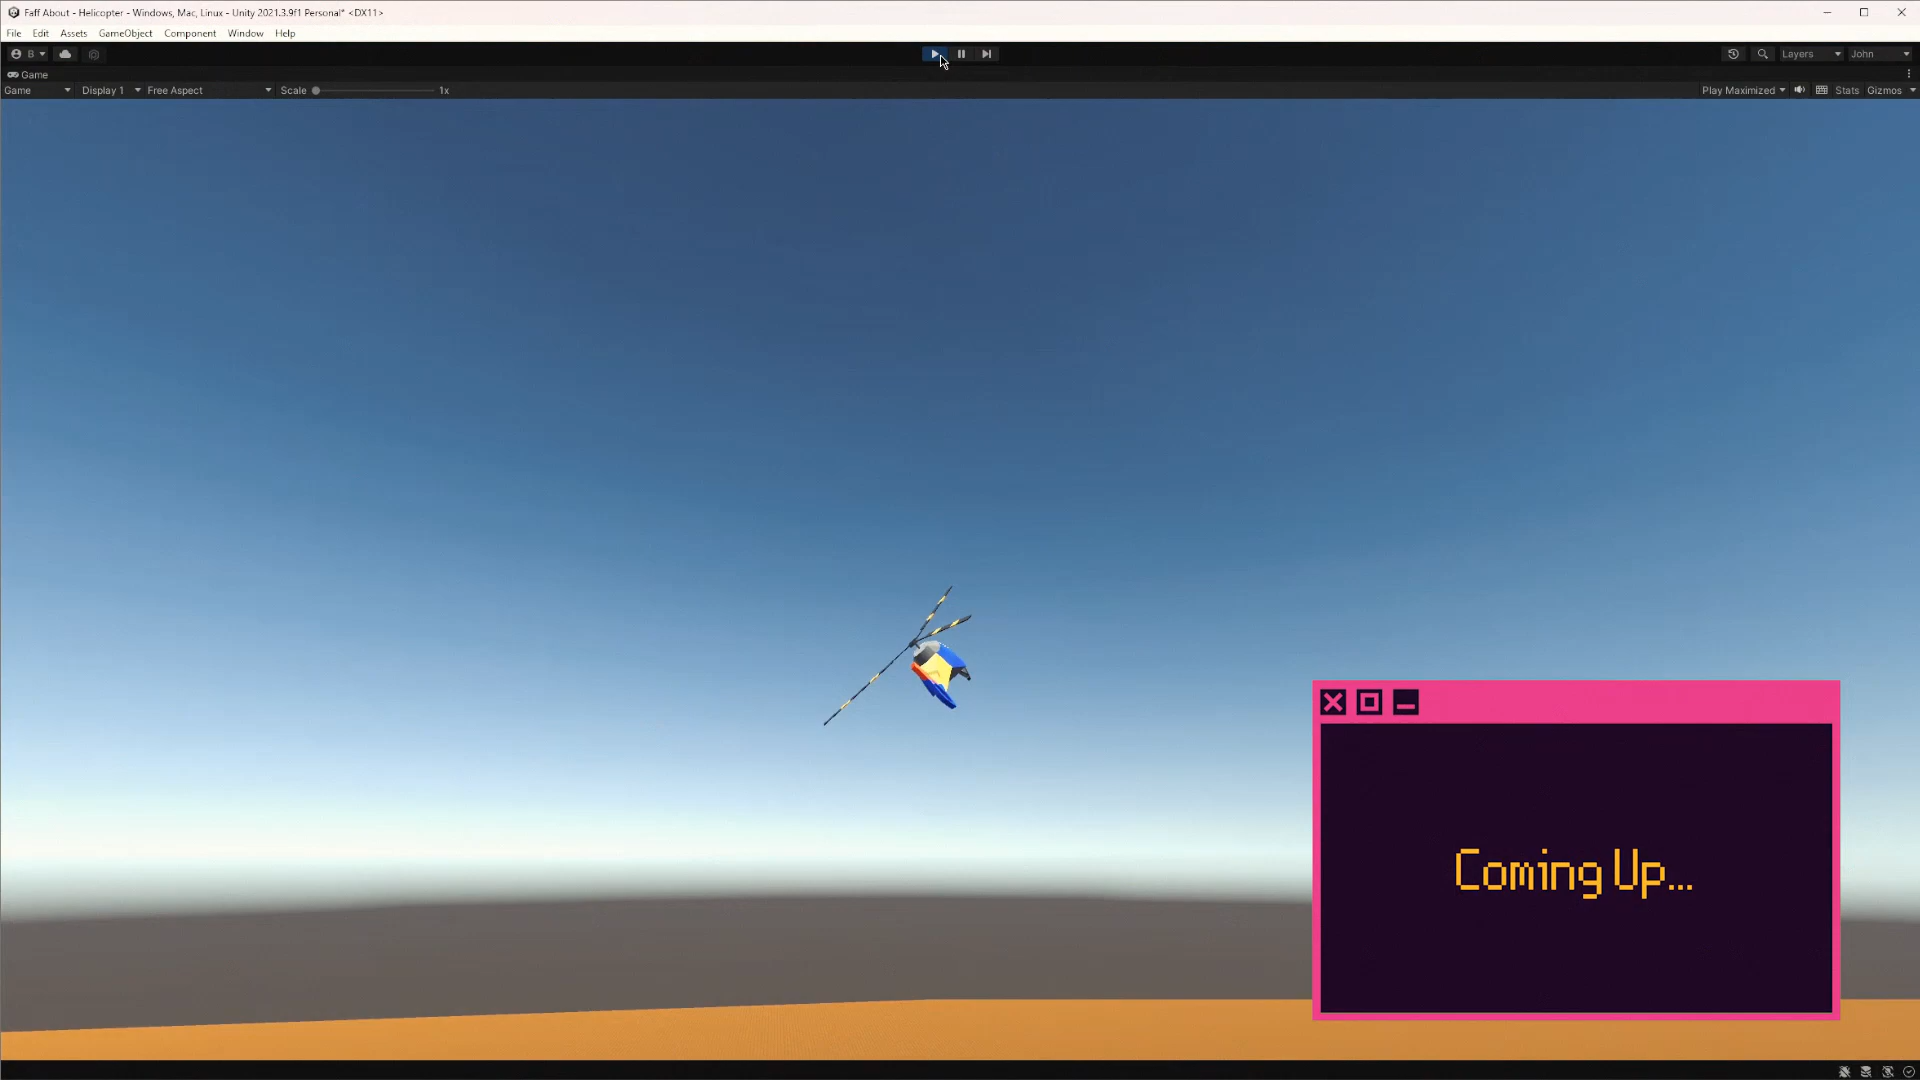 Faff About - Helicopter - Windows, Mac, Linux - Unity 2021.3.9f1 Personal* <DX11>
File Edit Assets GameObject Component Window Help
B Layers John
Game
Game Display 1 Free Aspect Scale 1x Play Maximized Stats Gizmos
Coming Up...